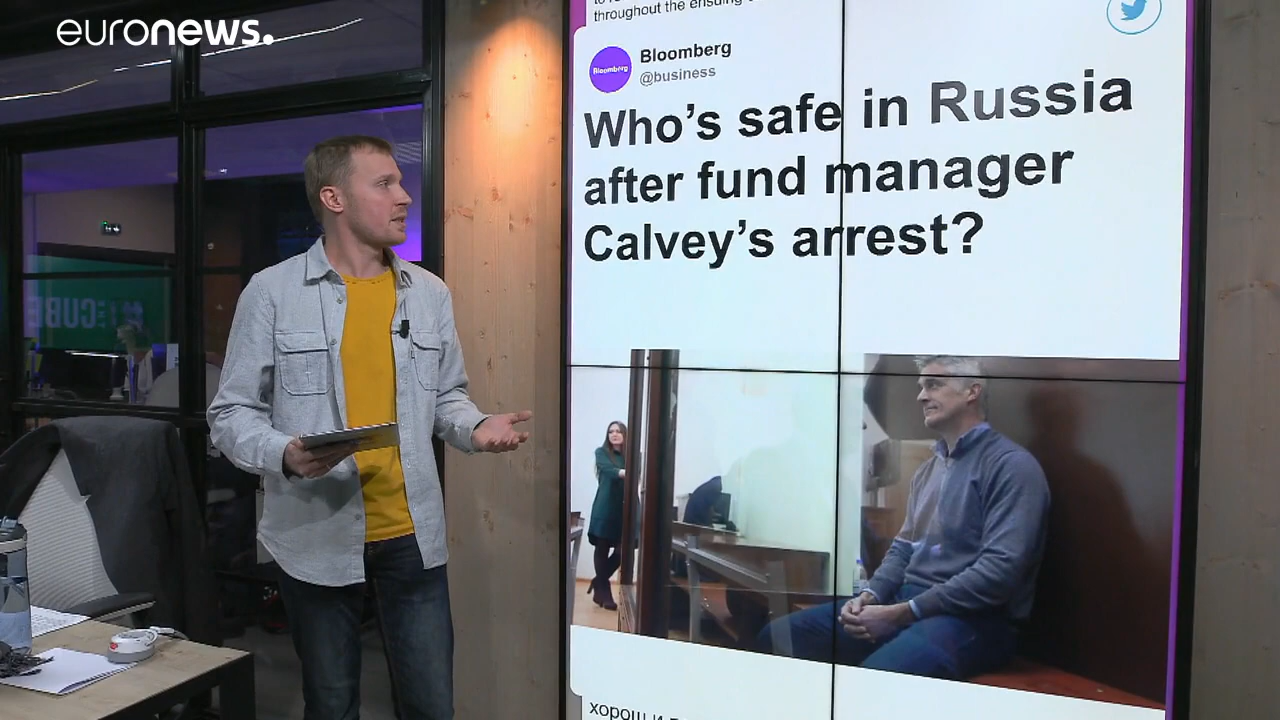 euronews.
throughout the ensuing
Bloomberg
Bloomberg
@business
Who's safe in Russia
after fund manager
Calvey's arrest?
CUBE
хорош и